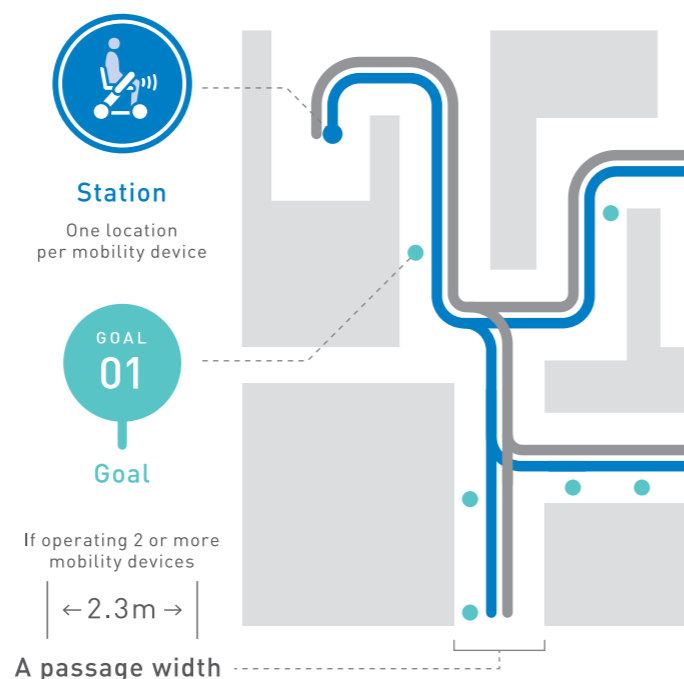 Station
One location
per mobility device
GOAL
01
Goal
If operating 2 or more
mobility devices
←2.3m→
A passage width